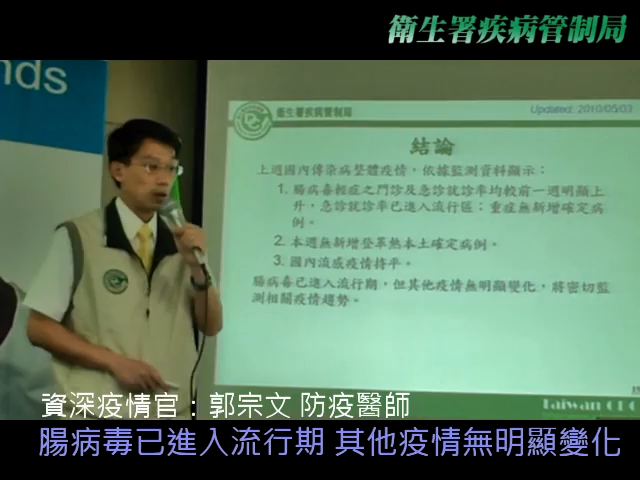 衛生署疾病管制局
nds
衛生署疾病管制局
Updated: 2010/05/03
結論
上週國內傳染病整體疫情，依據監測資料顯示：
1. 腸病毒輕症之門診及急診就診率均較前一週明顯上
升，急診就診率已進入流行區；重症無新增確定病
例。
2. 本週無新增登革熱本土確定病例。
3. 國內流感疫情持平。
腸病毒已進入流行期，但其他疫情無明顯變化，將密切監
測相關疫情趨勢。
Taiwan CDC
資深疫情官：郭宗文 防疫醫師
腸病毒已進入流行期 其他疫情無明顯變化